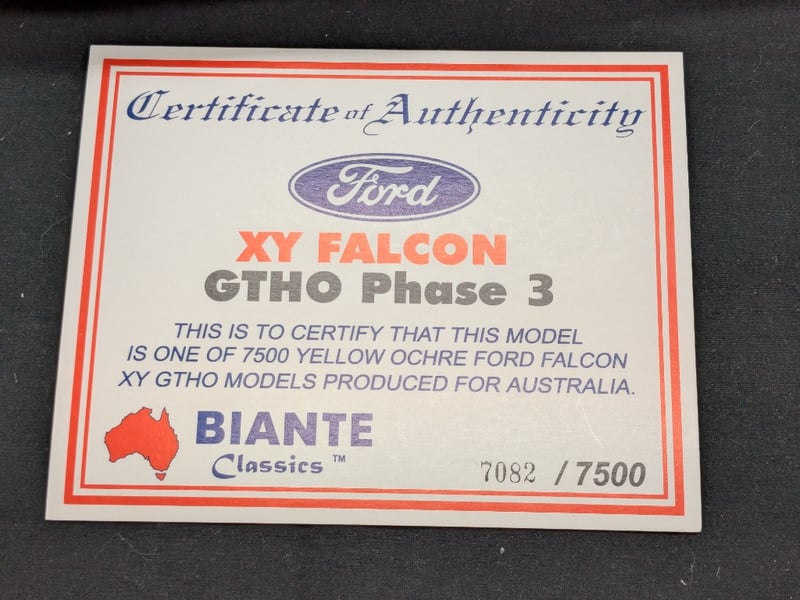 Certificate of Authenticity
Ford
XY FALCON
GTHO Phase 3
THIS IS TO CERTIFY THAT THIS MODEL
IS ONE OF 7500 YELLOW OCHRE FORD FALCON
XY GTHO MODELS PRODUCED FOR AUSTRALIA.
BIANTE
Classics™
7082 / 7500